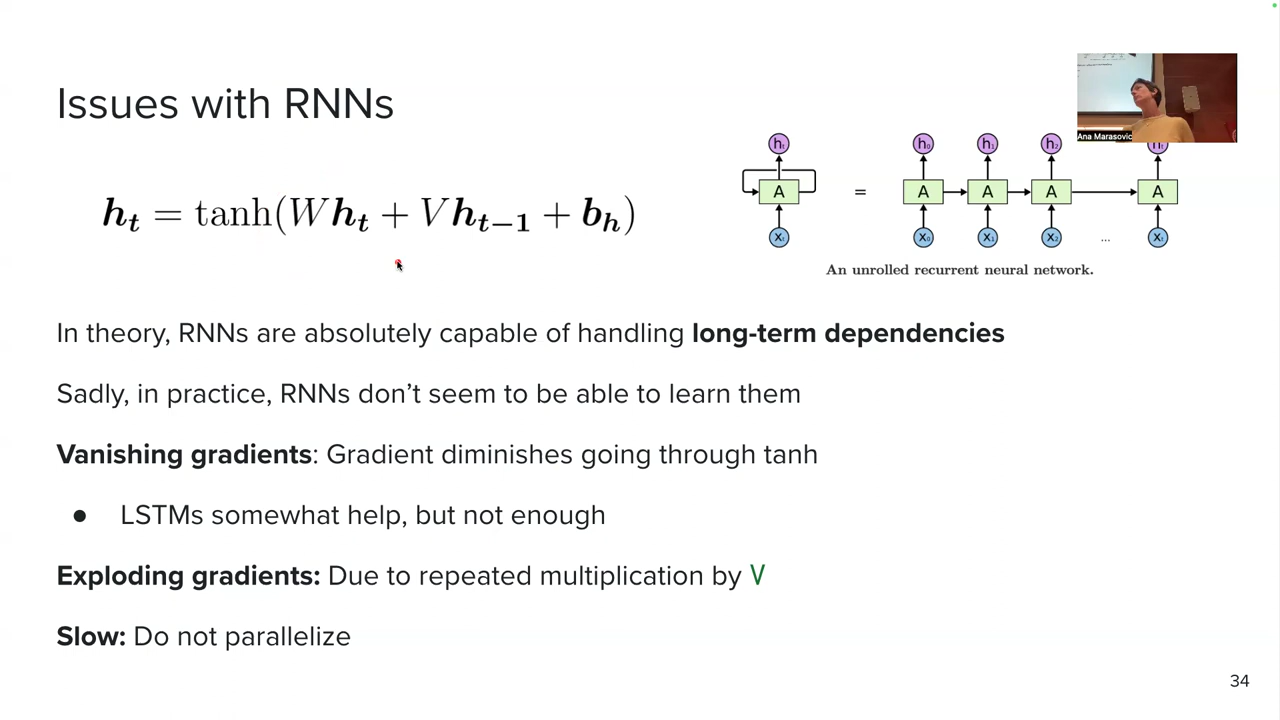 Issues with RNNs
Ana Marasovic
h_t = tanh(Wh_t + Vh_{t-1} + b_h)
h_t h_0 h_1 h_2 h_t
A = A A A A
x_t x_0 x_1 x_2 ... x_t
An unrolled recurrent neural network.
In theory, RNNs are absolutely capable of handling long-term dependencies
Sadly, in practice, RNNs don’t seem to be able to learn them
Vanishing gradients: Gradient diminishes going through tanh
● LSTMs somewhat help, but not enough
Exploding gradients: Due to repeated multiplication by V
Slow: Do not parallelize
34